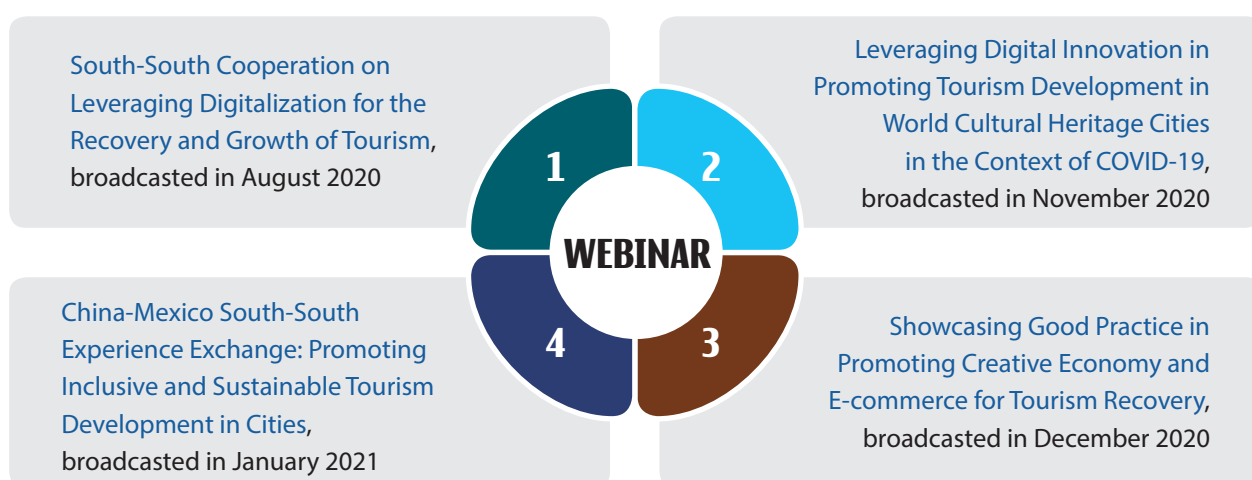 South-South Cooperation on
Leveraging Digitalization for the
Recovery and Growth of Tourism,
broadcasted in August 2020
1
2
Leveraging Digital Innovation in
Promoting Tourism Development in
World Cultural Heritage Cities
in the Context of COVID-19,
broadcasted in November 2020
WEBINAR
China-Mexico South-South
Experience Exchange: Promoting
Inclusive and Sustainable Tourism
Development in Cities,
broadcasted in January 2021
4
3
Showcasing Good Practice in
Promoting Creative Economy and
E-commerce for Tourism Recovery,
broadcasted in December 2020